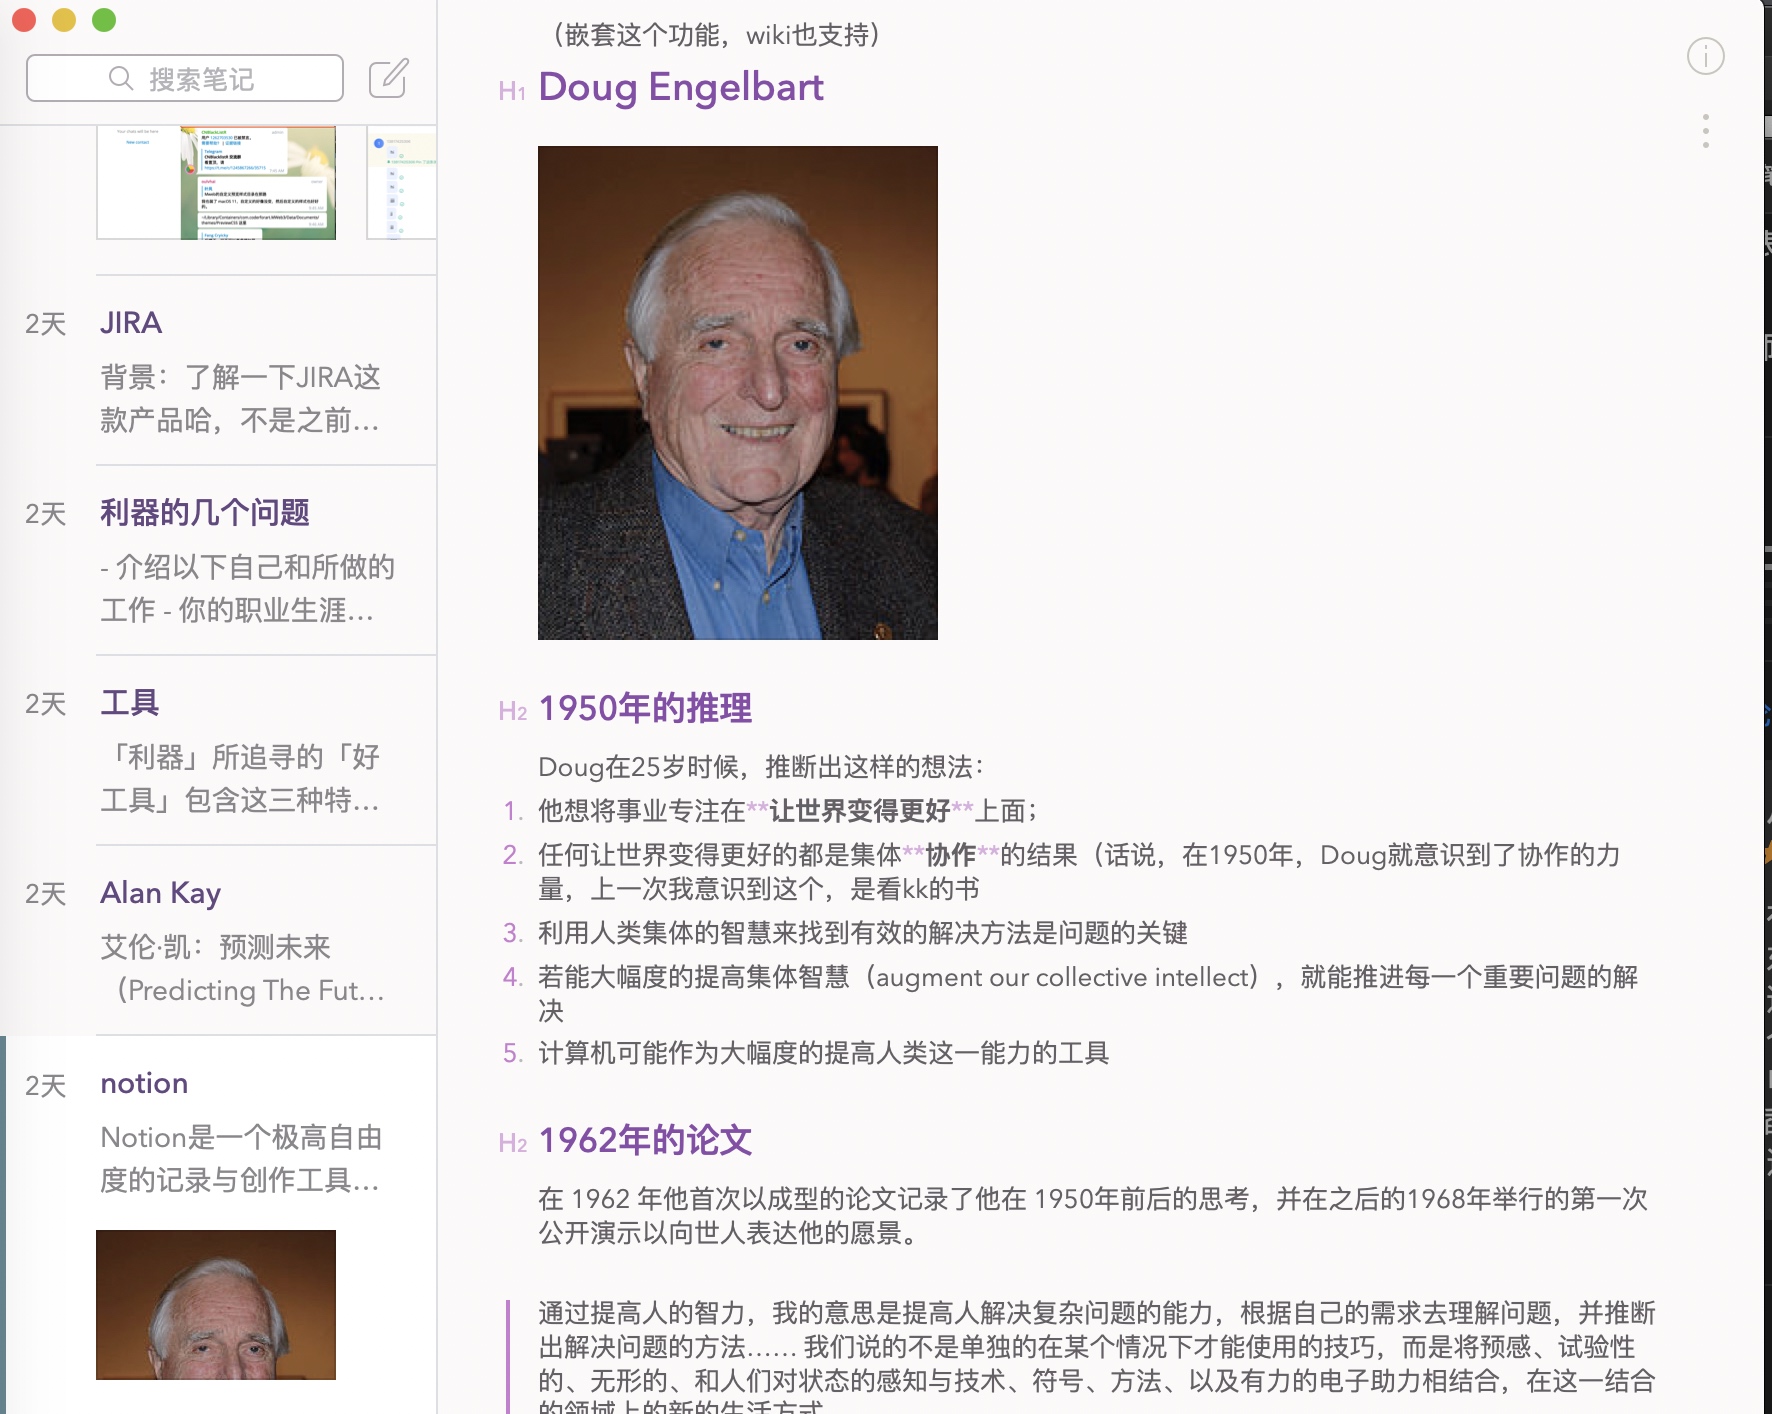 搜索笔记
2天
JIRA
背景：了解一下JIRA这
款产品哈，不是之前…
2天
利器的几个问题
- 介绍以下自己和所做的
工作 - 你的职业生涯…
2天
工具
「利器」所追寻的「好
工具」包含这三种特…
2天
Alan Kay
艾伦·凯：预测未来
（Predicting The Fut…
2天
notion
Notion是一个极高自由
度的记录与创作工具…
（嵌套这个功能，wiki也支持）
H1 Doug Engelbart
H2 1950年的推理
Doug在25岁时候，推断出这样的想法：
1. 他想将事业专注在**让世界变得更好**上面；
2. 任何让世界变得更好的都是集体**协作**的结果（话说，在1950年，Doug就意识到了协作的力
量，上一次我意识到这个，是看kk的书
3. 利用人类集体的智慧来找到有效的解决方法是问题的关键
4. 若能大幅度的提高集体智慧（augment our collective intellect），就能推进每一个重要问题的解
决
5. 计算机可能作为大幅度的提高人类这一能力的工具
H2 1962年的论文
在 1962 年他首次以成型的论文记录了他在 1950年前后的思考，并在之后的1968年举行的第一次
公开演示以向世人表达他的愿景。
通过提高人的智力，我的意思是提高人解决复杂问题的能力，根据自己的需求去理解问题，并推断
出解决问题的方法…… 我们说的不是单独的在某个情况下才能使用的技巧，而是将预感、试验性
的、无形的、和人们对状态的感知与技术、符号、方法、以及有力的电子助力相结合，在这一结合
的领域上的新的生活方式